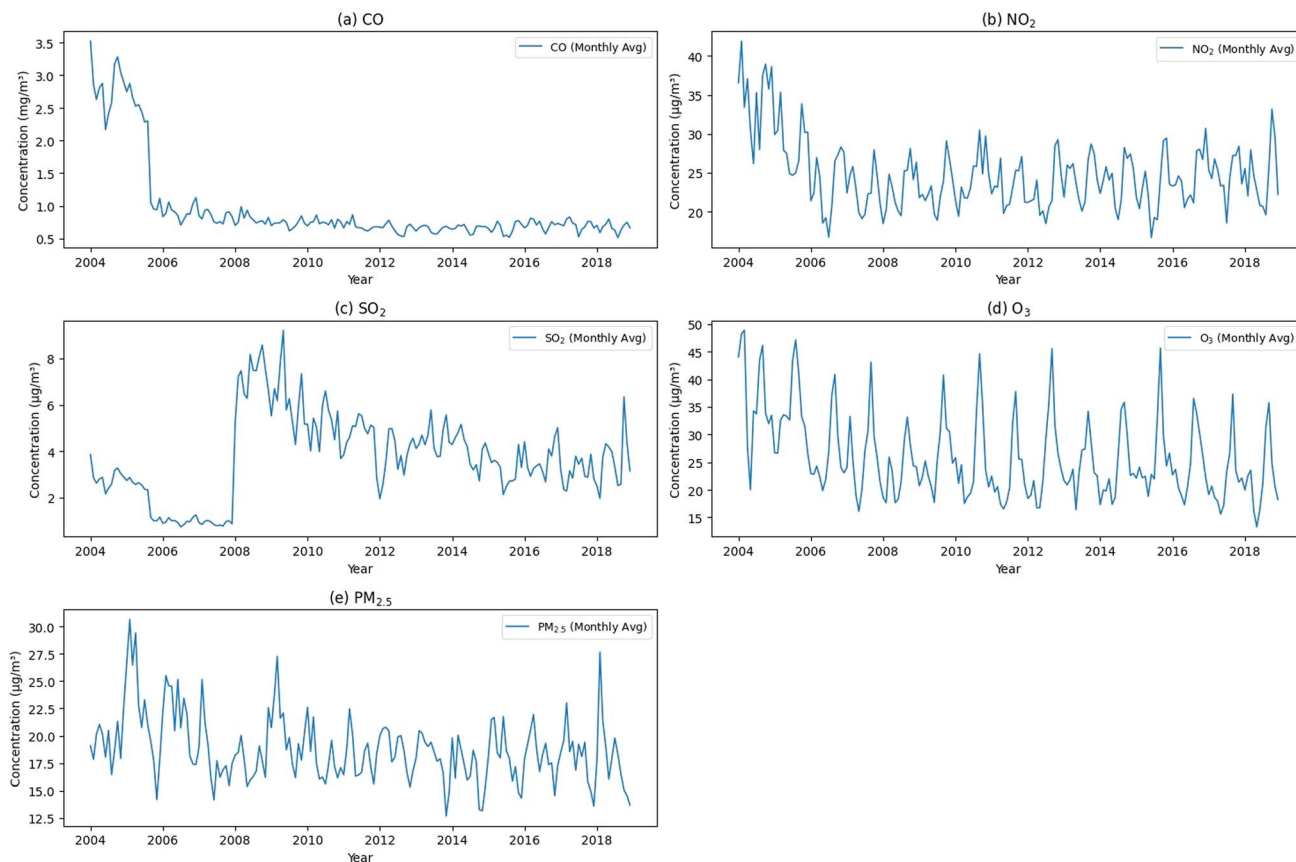 (a) CO
CO (Monthly Avg)
Concentration (mg/m³)
3.5
3.0
2.5
2.0
1.5
1.0
0.5
2004 2006 2008 2010 2012 2014 2016 2018
Year
(b) NO₂
NO₂ (Monthly Avg)
Concentration (µg/m³)
40
35
30
25
20
2004 2006 2008 2010 2012 2014 2016 2018
Year
(c) SO₂
SO₂ (Monthly Avg)
Concentration (µg/m³)
8
6
4
2
2004 2006 2008 2010 2012 2014 2016 2018
Year
(d) O₃
O₃ (Monthly Avg)
Concentration (µg/m³)
50
45
40
35
30
25
20
15
2004 2006 2008 2010 2012 2014 2016 2018
Year
(e) PM₂.₅
PM₂.₅ (Monthly Avg)
Concentration (µg/m³)
30.0
27.5
25.0
22.5
20.0
17.5
15.0
12.5
2004 2006 2008 2010 2012 2014 2016 2018
Year